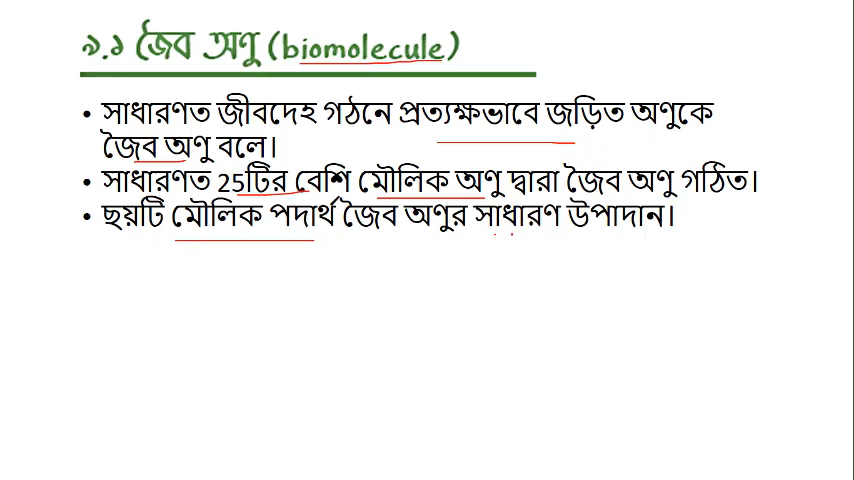 ৯.১ জৈব অণু (biomolecule)
• সাধারণত জীবদেহ গঠনে প্রত্যক্ষভাবে জড়িত অণুকে
জৈব অণু বলে।
• সাধারণত 25টির বেশি মৌলিক অণু দ্বারা জৈব অণু গঠিত।
• ছয়টি মৌলিক পদার্থ জৈব অণুর সাধারণ উপাদান।